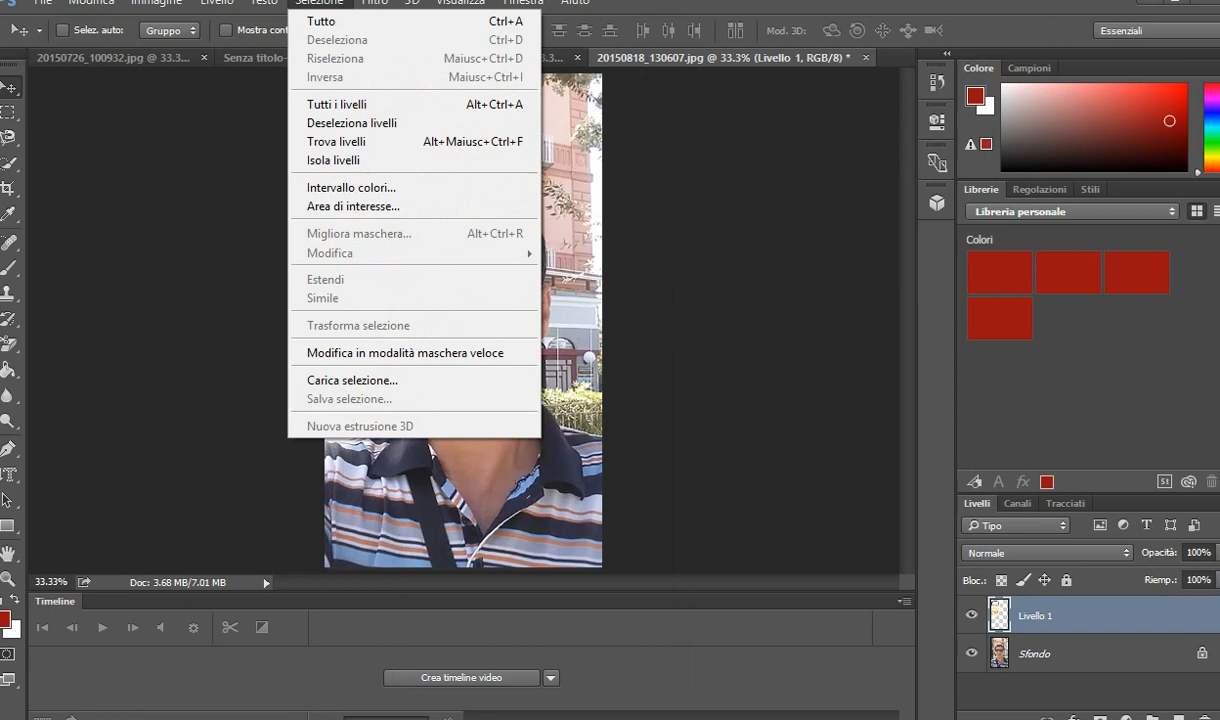 File Modifica Immagine Livello Testo Selezione Filtro 3D Visualizza Finestra Aiuto
Selez. auto: Gruppo Mostra cont Mod. 3D: Essenziali
20150726_100932.jpg @ 33.3... × Senza titolo- 3.3... × 20150818_130607.jpg @ 33.3% (Livello 1, RGB/8) * ×
Tutto Ctrl+A
Deseleziona Ctrl+D
Riseleziona Maiusc+Ctrl+D
Inversa Maiusc+Ctrl+I
Tutti i livelli Alt+Ctrl+A
Deseleziona livelli
Trova livelli Alt+Maiusc+Ctrl+F
Isola livelli
Intervallo colori...
Area di interesse...
Migliora maschera... Alt+Ctrl+R
Modifica
Estendi
Simile
Trasforma selezione
Modifica in modalità maschera veloce
Carica selezione...
Salva selezione...
Nuova estrusione 3D
Colore Campioni
Librerie Regolazioni Stili
Libreria personale
Colori
St
Livelli Canali Tracciati
Tipo
Normale Opacità: 100%
Bloc.: Riemp.: 100%
Livello 1
Sfondo
33.33% Doc: 3.68 MB/7.01 MB
Timeline
Crea timeline video